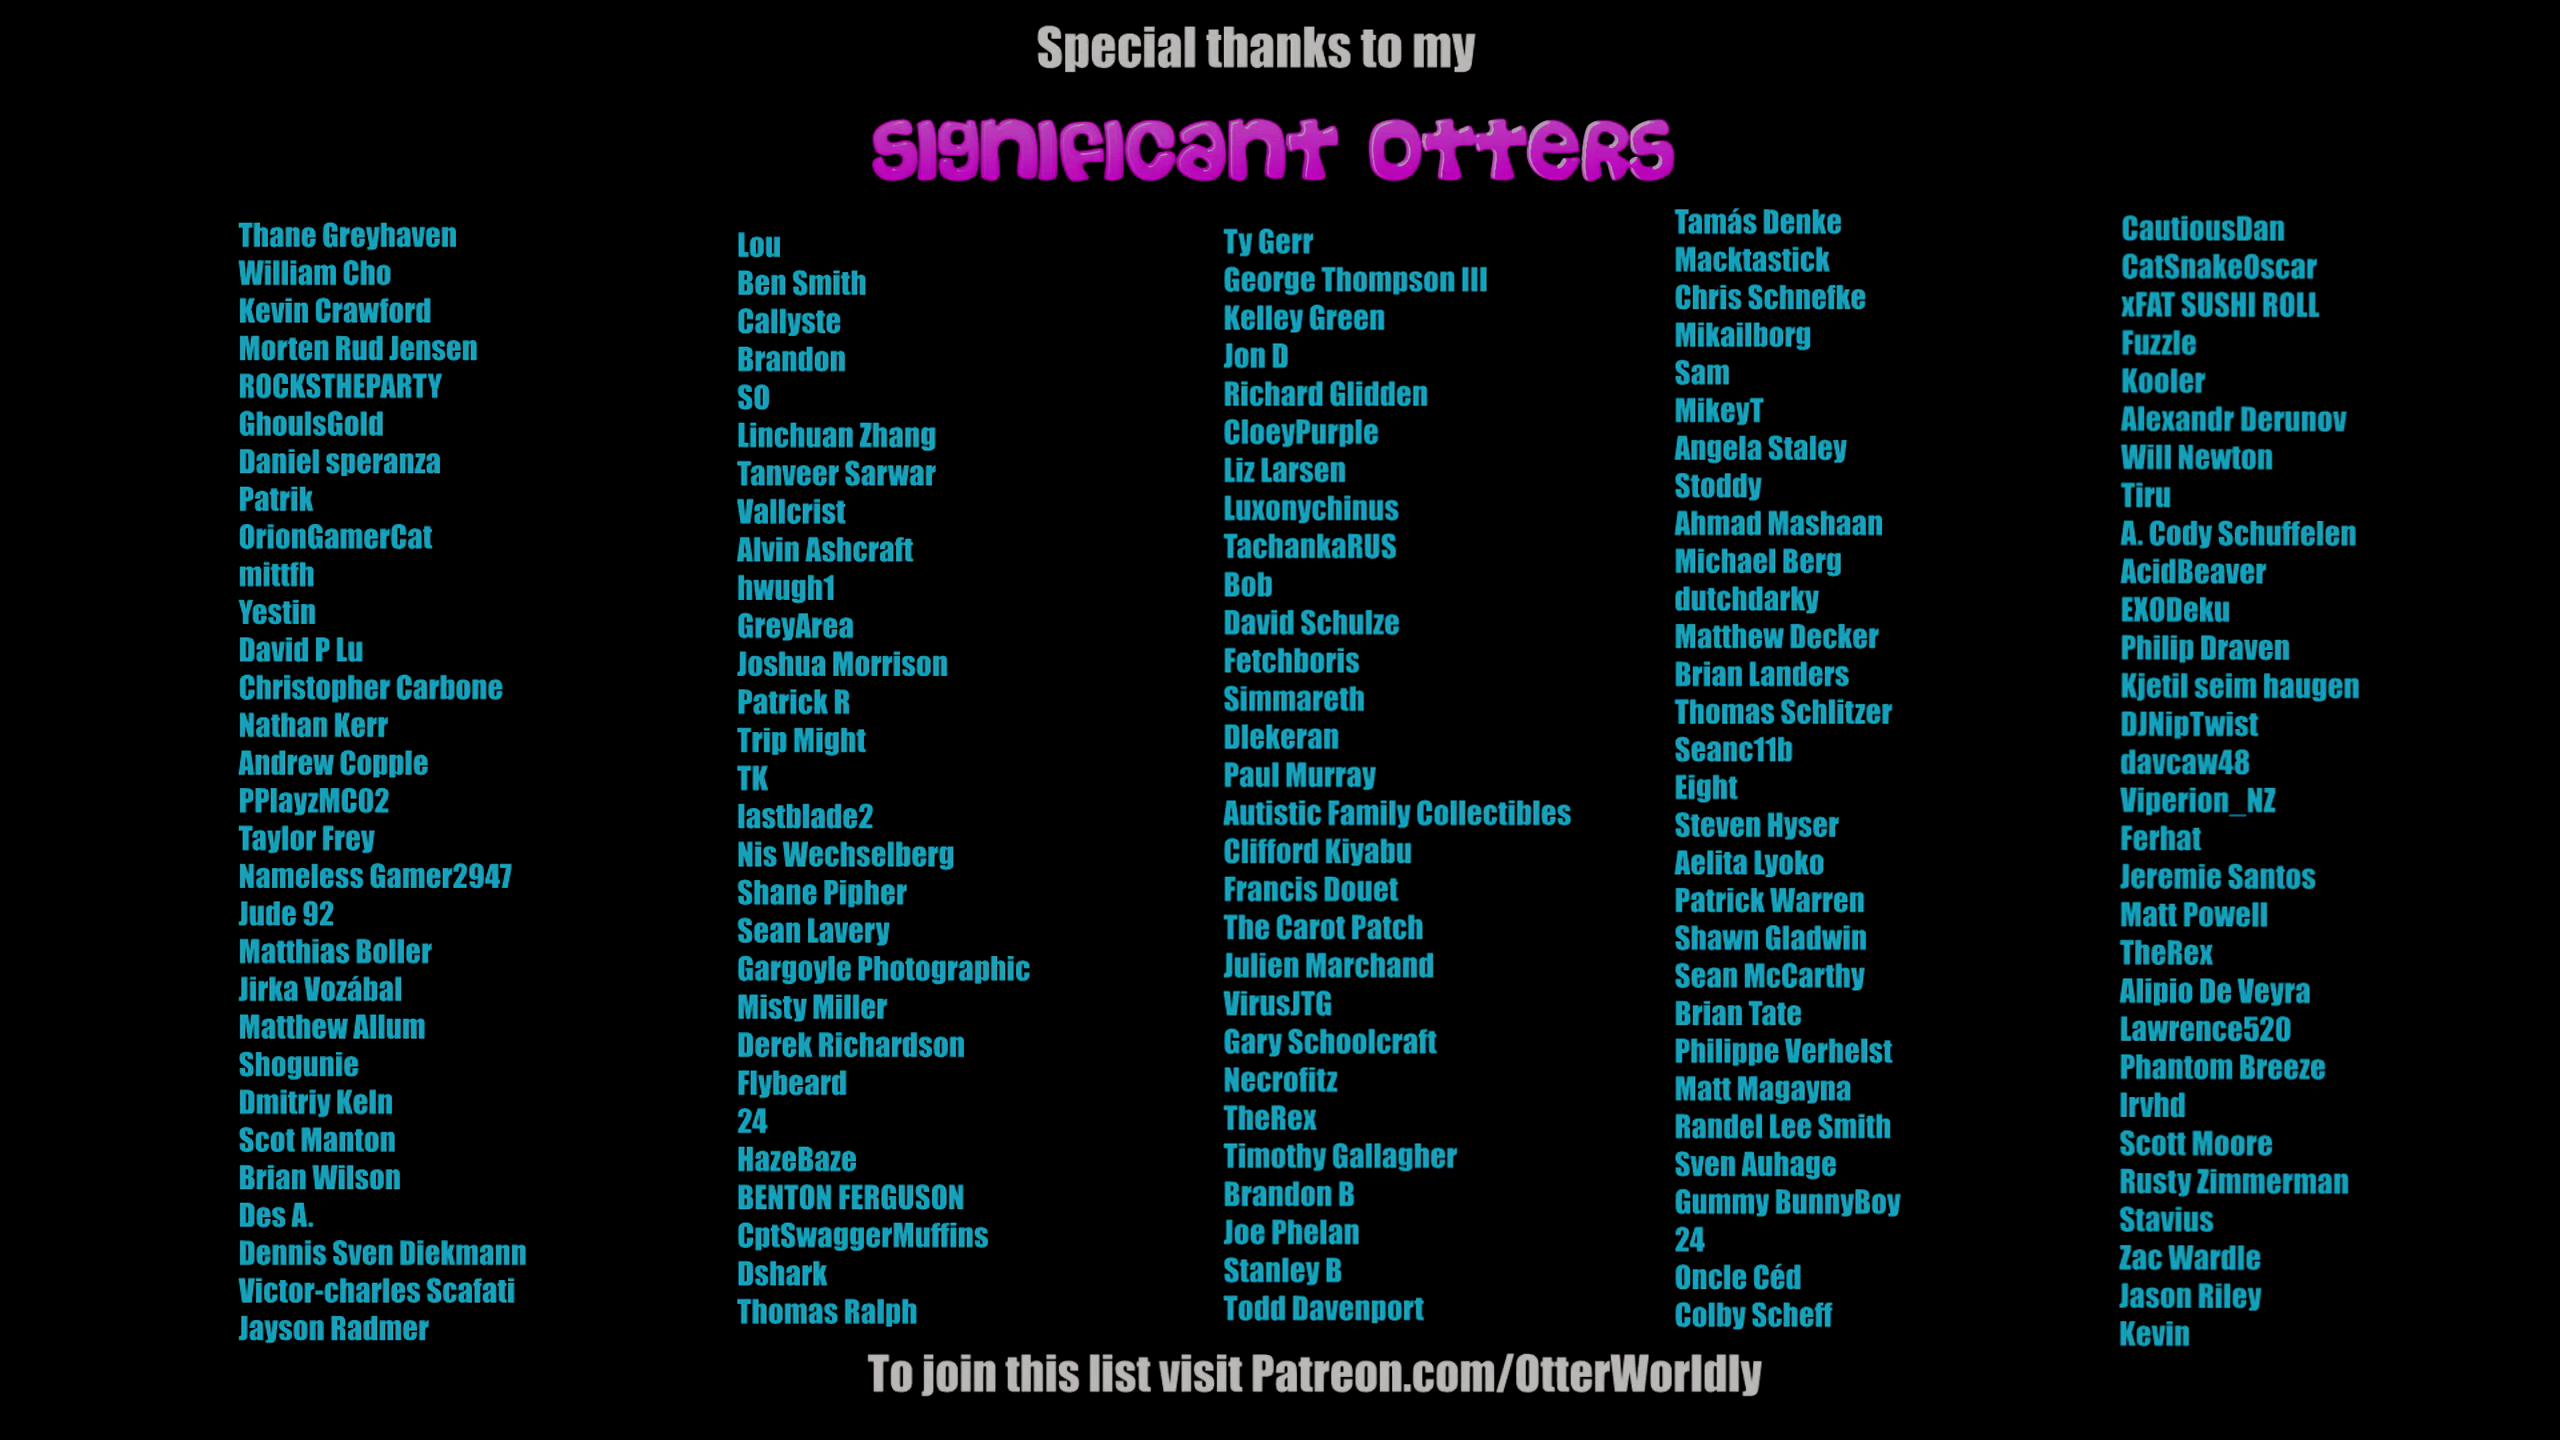 Special thanks to my
SIGNIFICANT OTTERS
Thane Greyhaven
William Cho
Kevin Crawford
Morten Rud Jensen
ROCKSTHEPARTY
GhoulsGold
Daniel speranza
Patrik
OrionGamerCat
mittfh
Yestin
David P Lu
Christopher Carbone
Nathan Kerr
Andrew Copple
PPlayzMC02
Taylor Frey
Nameless Gamer2947
Jude 92
Matthias Boller
Jirka Vozábal
Matthew Allum
Shogunie
Dmitriy Keln
Scot Manton
Brian Wilson
Des A.
Dennis Sven Diekmann
Victor-charles Scafati
Jayson Radmer
Lou
Ben Smith
Callyste
Brandon
SO
Linchuan Zhang
Tanveer Sarwar
Vallcrist
Alvin Ashcraft
hwugh1
GreyArea
Joshua Morrison
Patrick R
Trip Might
TK
lastblade2
Nis Wechselberg
Shane Pipher
Sean Lavery
Gargoyle Photographic
Misty Miller
Derek Richardson
Flybeard
24
HazeBaze
BENTON FERGUSON
CptSwaggerMuffins
Dshark
Thomas Ralph
Ty Gerr
George Thompson III
Kelley Green
Jon D
Richard Glidden
CloeyPurple
Liz Larsen
Luxonychinus
TachankaRUS
Bob
David Schulze
Fetchboris
Simmareth
Dlekeran
Paul Murray
Autistic Family Collectibles
Clifford Kiyabu
Francis Douet
The Carot Patch
Julien Marchand
VirusJTG
Gary Schoolcraft
Necrofitz
TheRex
Timothy Gallagher
Brandon B
Joe Phelan
Stanley B
Todd Davenport
Tamás Denke
Macktastick
Chris Schnefke
Mikailborg
Sam
MikeyT
Angela Staley
Stoddy
Ahmad Mashaan
Michael Berg
dutchdarky
Matthew Decker
Brian Landers
Thomas Schlitzer
Seanc11b
Eight
Steven Hyser
Aelita Lyoko
Patrick Warren
Shawn Gladwin
Sean McCarthy
Brian Tate
Philippe Verhelst
Matt Magayna
Randel Lee Smith
Sven Auhage
Gummy BunnyBoy
24
Oncle Céd
Colby Scheff
CautiousDan
CatSnakeOscar
xFAT SUSHI ROLL
Fuzzle
Kooler
Alexandr Derunov
Will Newton
Tiru
A. Cody Schuffelen
AcidBeaver
EXODeku
Philip Draven
Kjetil seim haugen
DJNipTwist
davcaw48
Viperion_NZ
Ferhat
Jeremie Santos
Matt Powell
TheRex
Alipio De Veyra
Lawrence520
Phantom Breeze
Irvhd
Scott Moore
Rusty Zimmerman
Stavius
Zac Wardle
Jason Riley
Kevin
To join this list visit Patreon.com/OtterWorldly